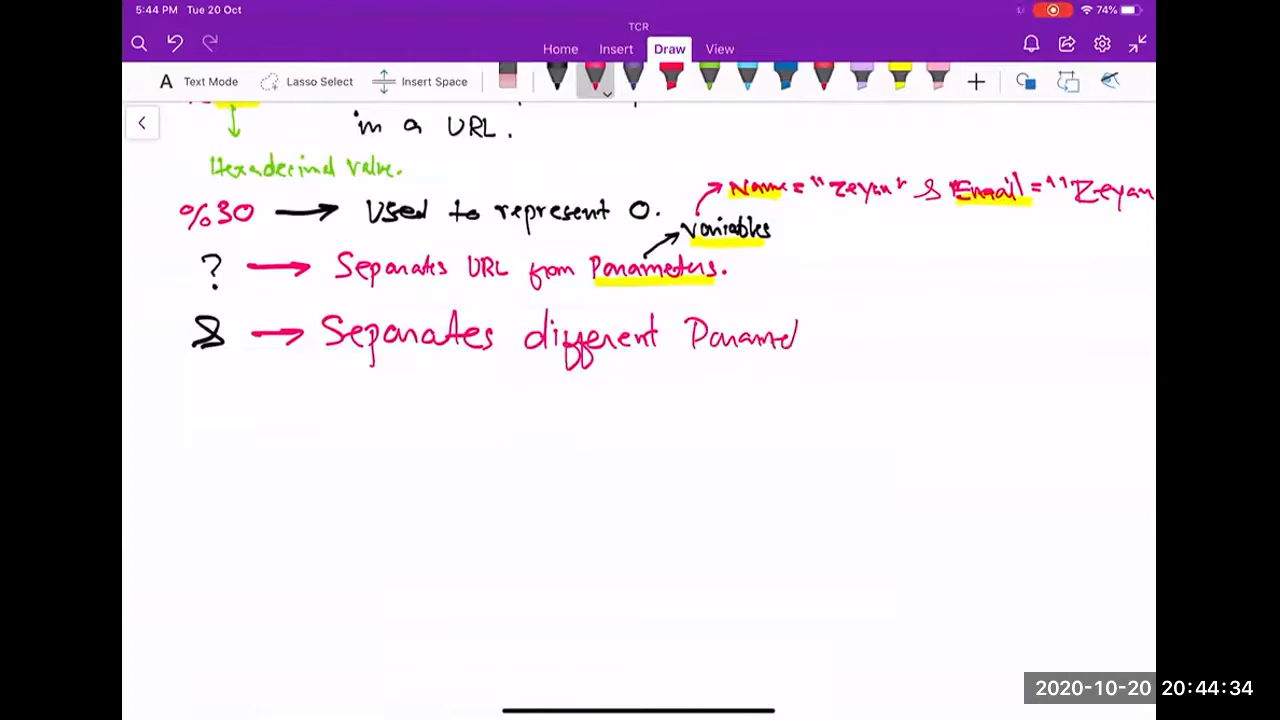 5:44 PM Tue 20 Oct
74%
TCR
Home Insert Draw View
A Text Mode Lasso Select Insert Space
in a URL.
Hexadecimal value.
Name = "Zeyan" & Email = "Zeyan
%30 → Used to represent 0.
variables
? → Separates URL from Parameters.
& → Separates different Paramet
2020-10-20 20:44:34